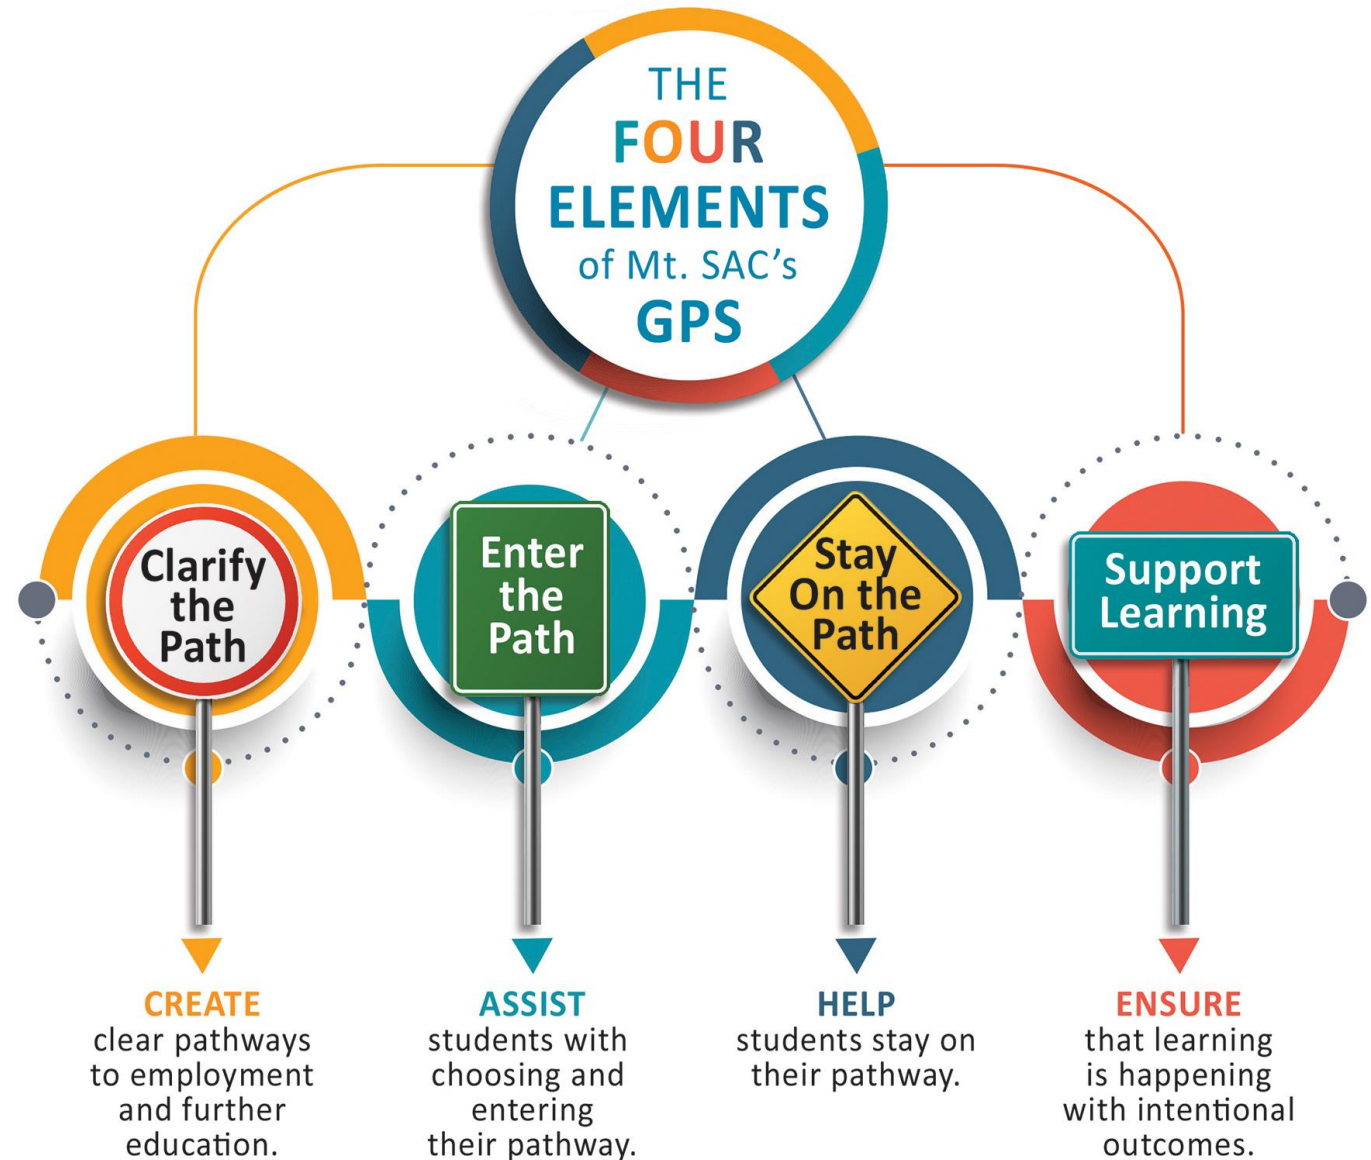 THE
FOUR
ELEMENTS
of Mt. SAC's
GPS
Clarify
the
Path
Enter
the
Path
Stay
On the
Path
Support
Learning
CREATE
clear pathways
to employment
and further
education.
ASSIST
students with
choosing and
entering
their pathway.
HELP
students stay on
their pathway.
ENSURE
that learning
is happening
with intentional
outcomes.